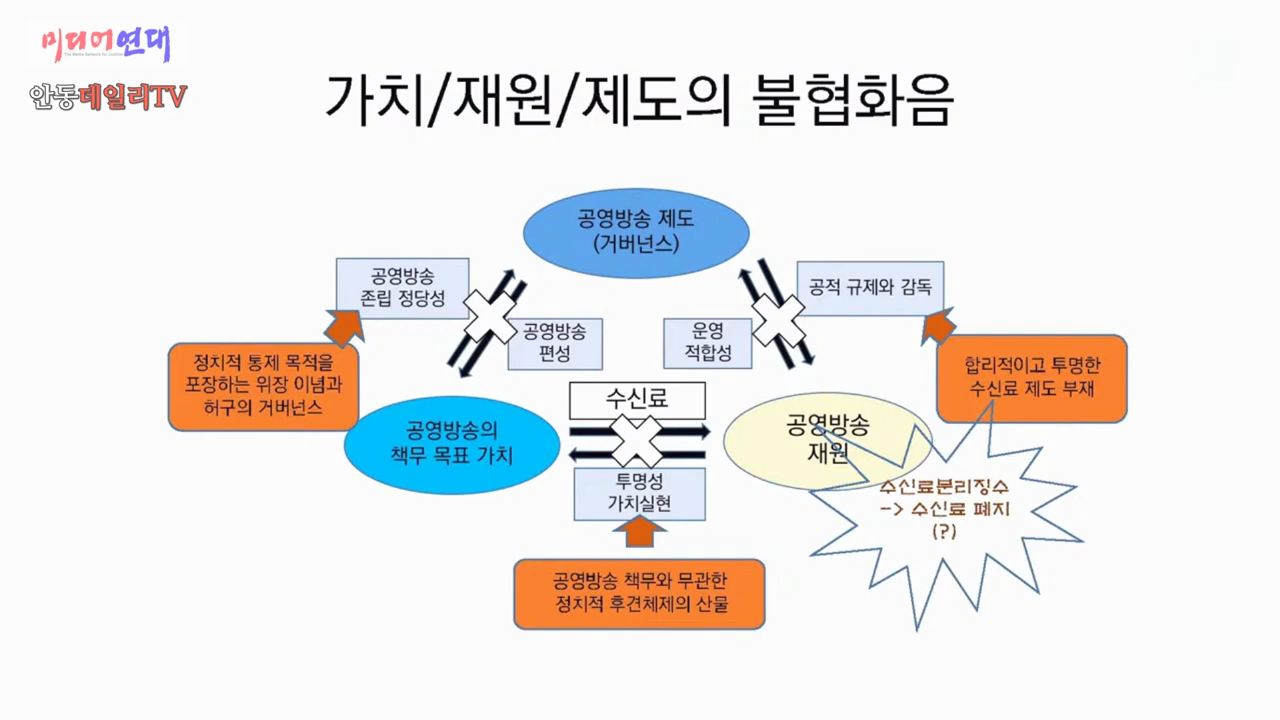 미디어연대
The Media Network for Justice
안동데일리TV
가치/재원/제도의 불협화음
공영방송 제도
(거버넌스)
공영방송
존립 정당성
공적 규제와 감독
공영방송
편성
운영
적합성
정치적 통제 목적을
포장하는 위장 이념과
허구의 거버넌스
합리적이고 투명한
수신료 제도 부재
수신료
공영방송의
책무 목표 가치
공영방송
재원
투명성
가치실현
수신료분리징수
-> 수신료 폐지
(?)
공영방송 책무와 무관한
정치적 후견체제의 산물